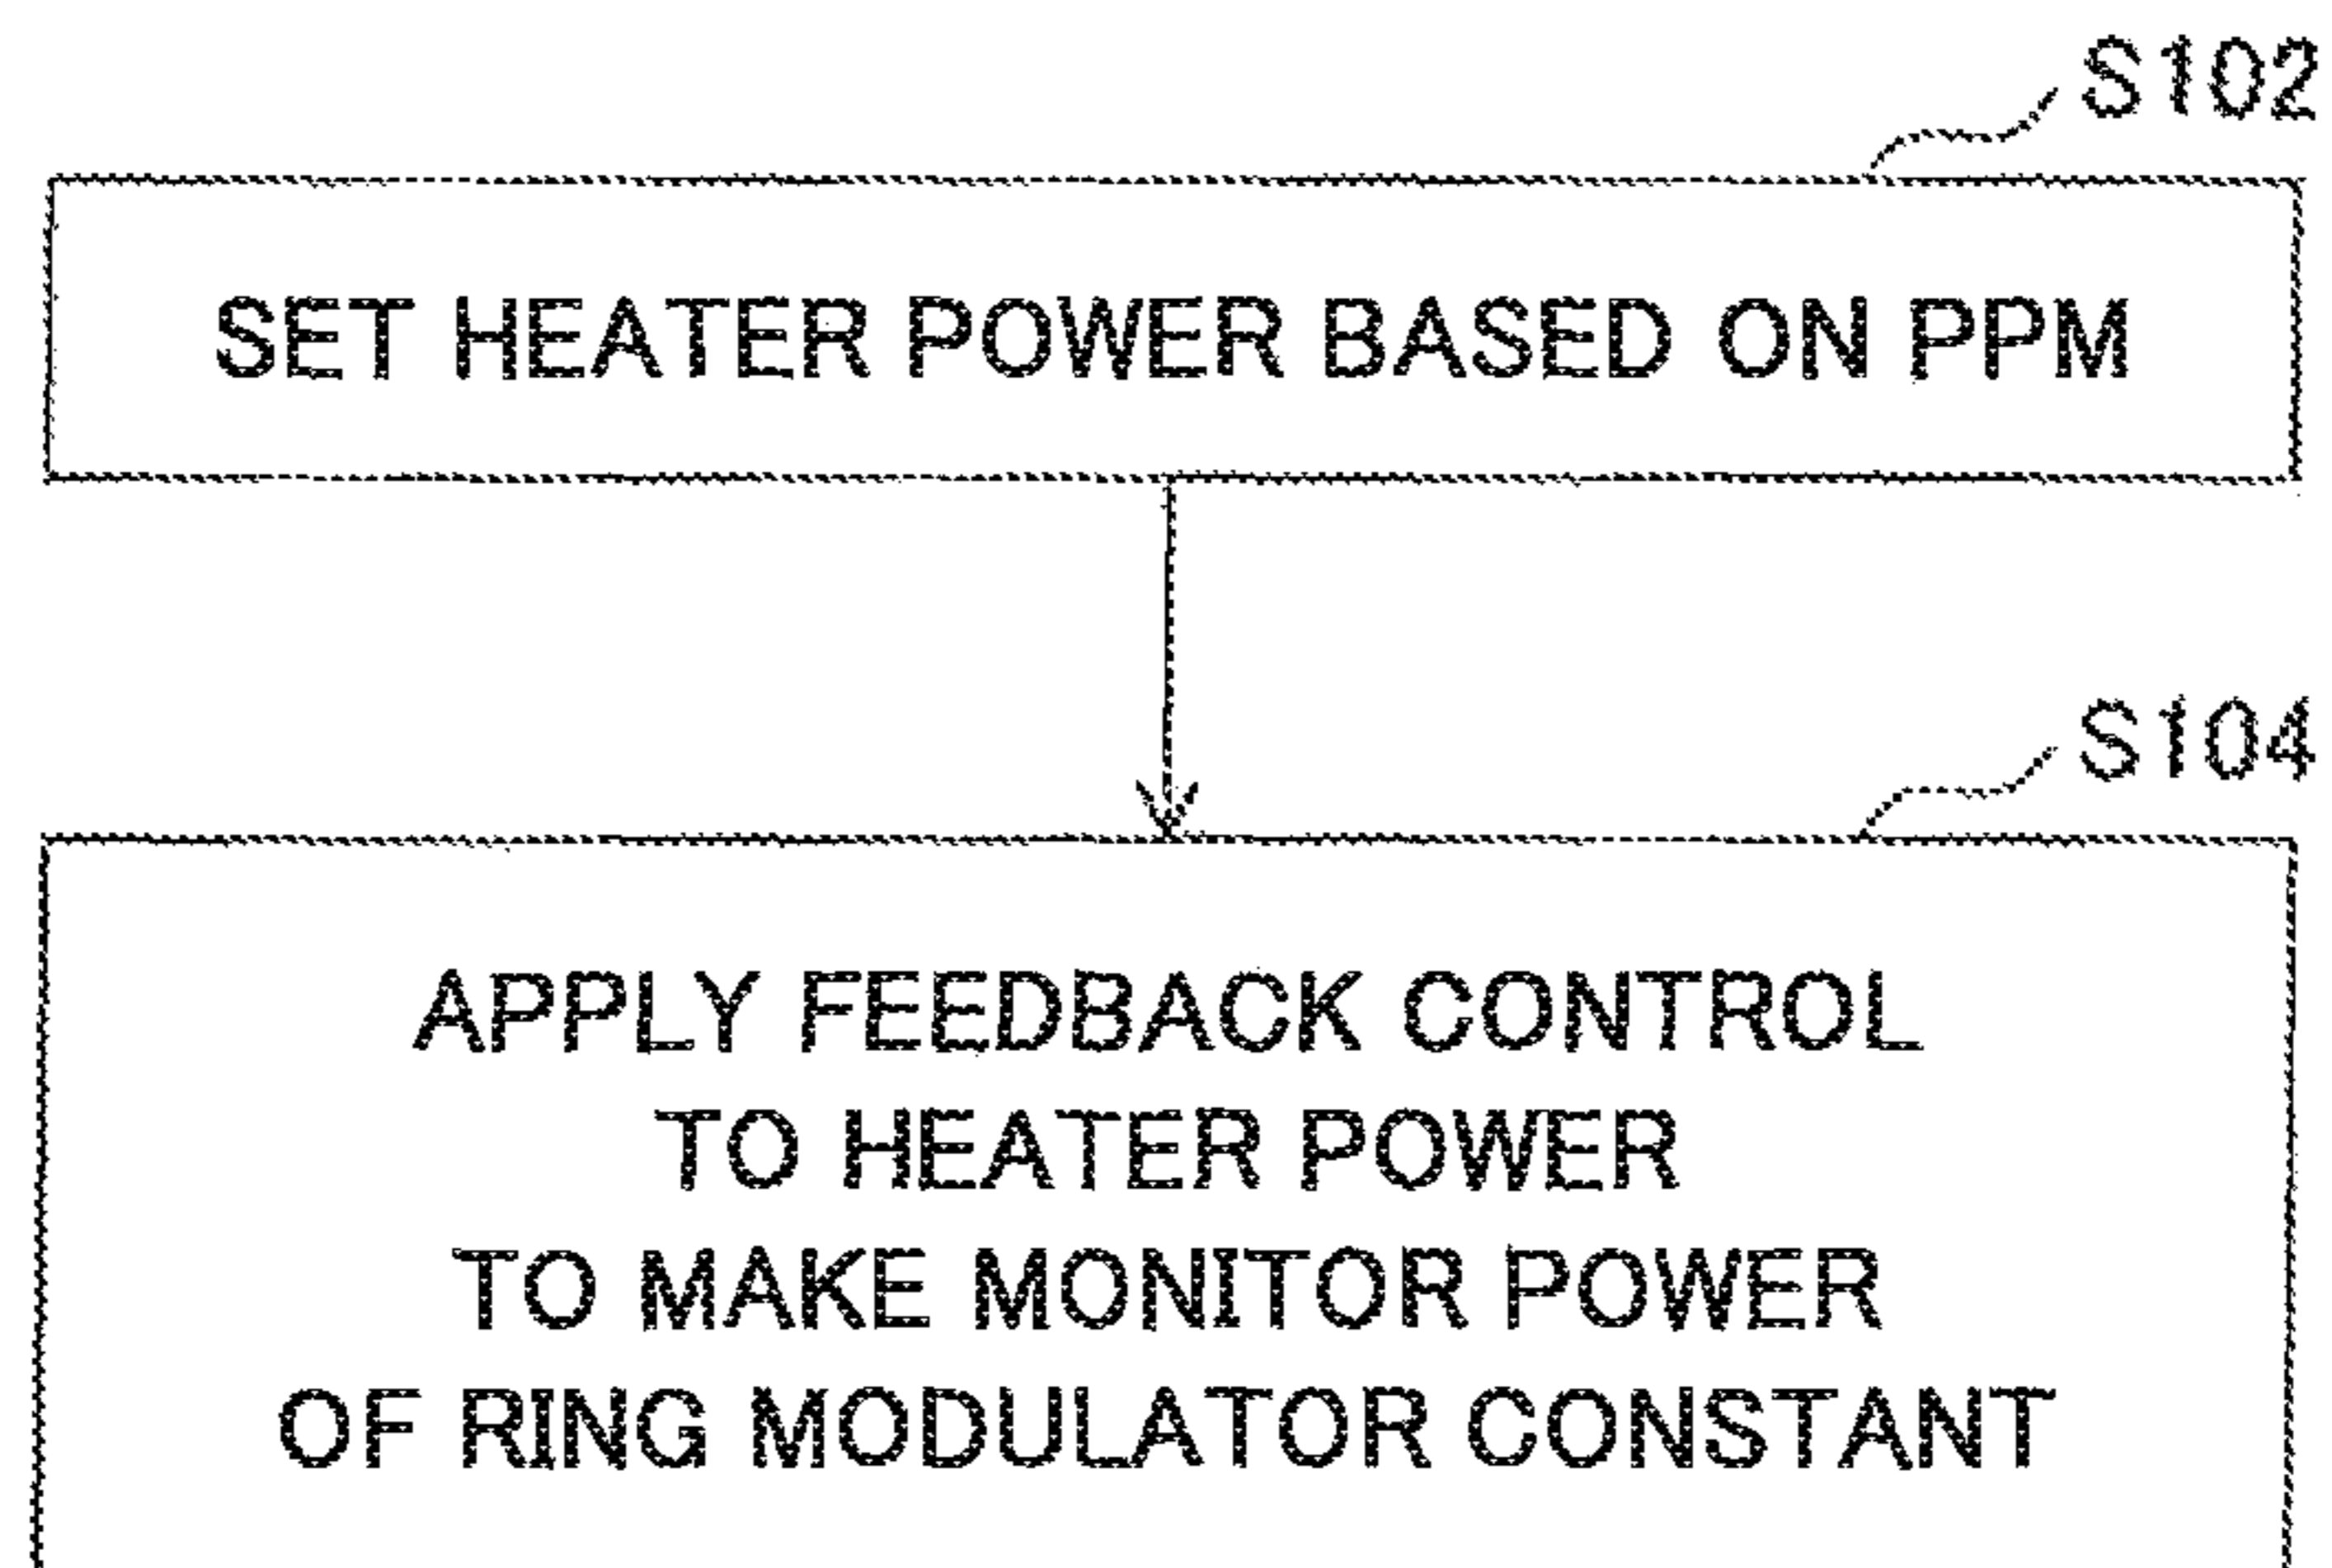 S102
SET HEATER POWER BASED ON PPM
S104
APPLY FEEDBACK CONTROL
TO HEATER POWER
TO MAKE MONITOR POWER
OF RING MODULATOR CONSTANT